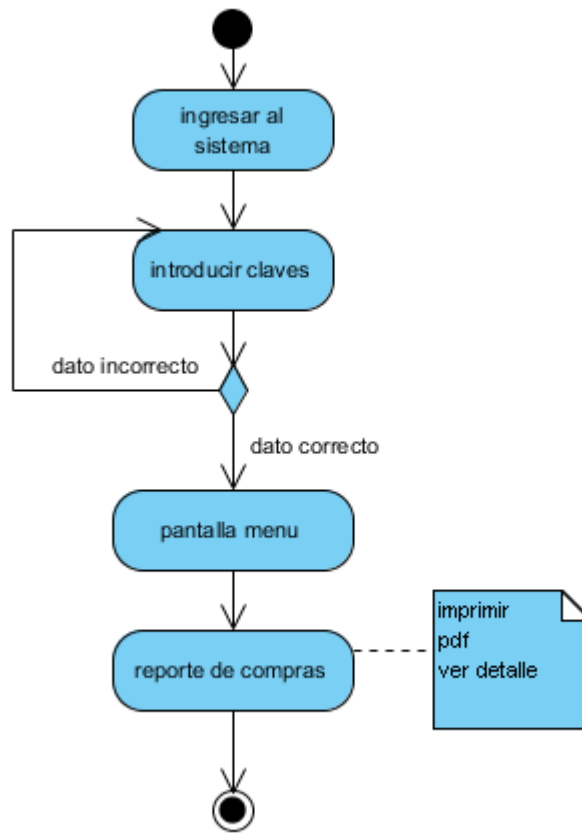 ingresar al
sistema
introducir claves
dato incorrecto
dato correcto
pantalla menu
reporte de compras
imprimir
pdf
ver detalle